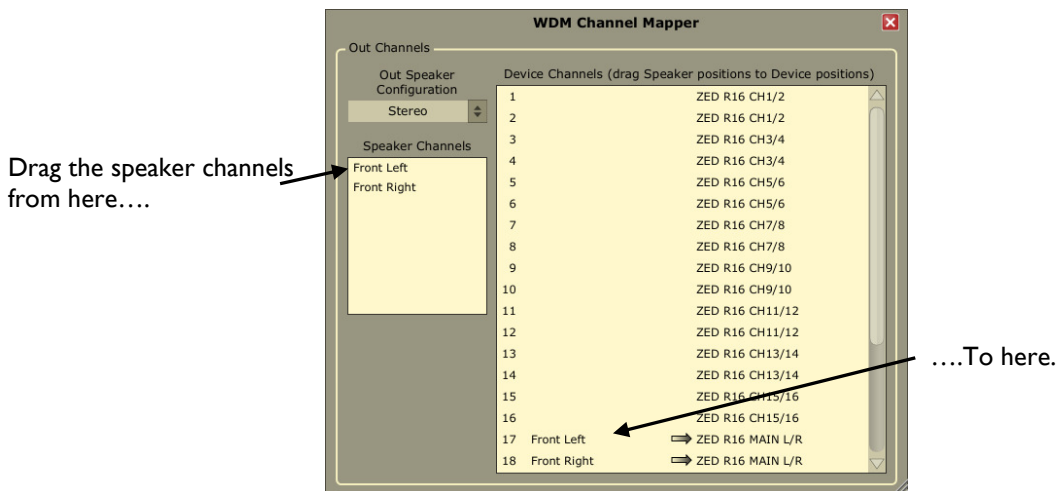 WDM Channel Mapper
Out Channels
Out Speaker
Configuration
Stereo
Speaker Channels
Front Left
Front Right
Drag the speaker channels
from here….
Device Channels (drag Speaker positions to Device positions)
1 ZED R16 CH1/2
2 ZED R16 CH1/2
3 ZED R16 CH3/4
4 ZED R16 CH3/4
5 ZED R16 CH5/6
6 ZED R16 CH5/6
7 ZED R16 CH7/8
8 ZED R16 CH7/8
9 ZED R16 CH9/10
10 ZED R16 CH9/10
11 ZED R16 CH11/12
12 ZED R16 CH11/12
13 ZED R16 CH13/14
14 ZED R16 CH13/14
15 ZED R16 CH15/16
16 ZED R16 CH15/16
17 Front Left ZED R16 MAIN L/R
18 Front Right ZED R16 MAIN L/R
….To here.